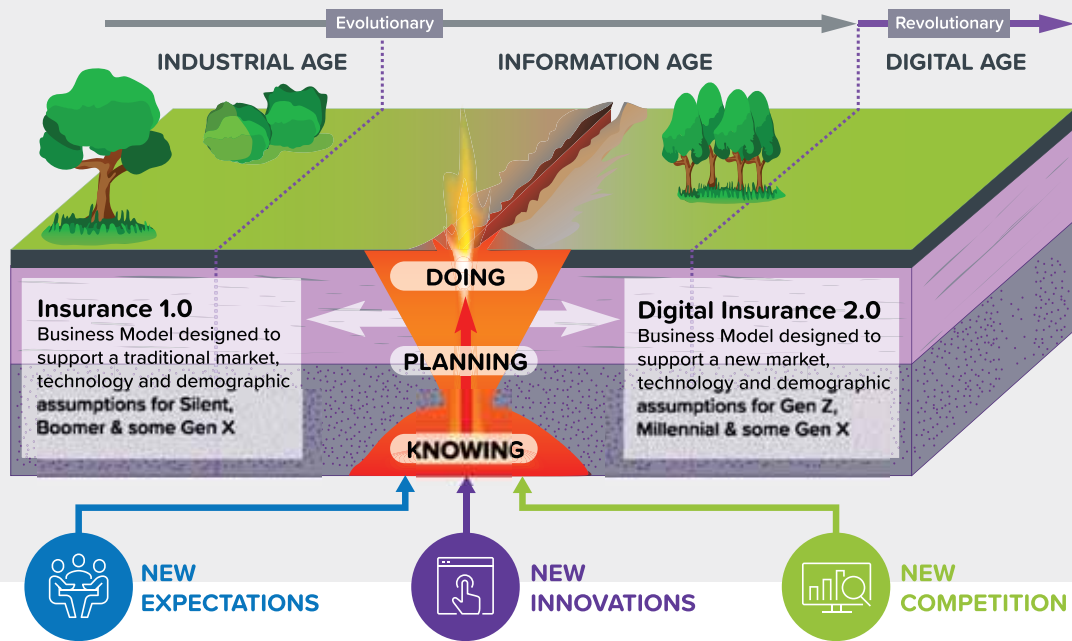 Evolutionary
Revolutionary
INDUSTRIAL AGE
INFORMATION AGE
DIGITAL AGE
DOING
PLANNING
KNOWING
Insurance 1.0
Business Model designed to
support a traditional market,
technology and demographic
assumptions for Silent,
Boomer & some Gen X
Digital Insurance 2.0
Business Model designed to
support a new market,
technology and demographic
assumptions for Gen Z,
Millennial & some Gen X
NEW
EXPECTATIONS
NEW
INNOVATIONS
NEW
COMPETITION